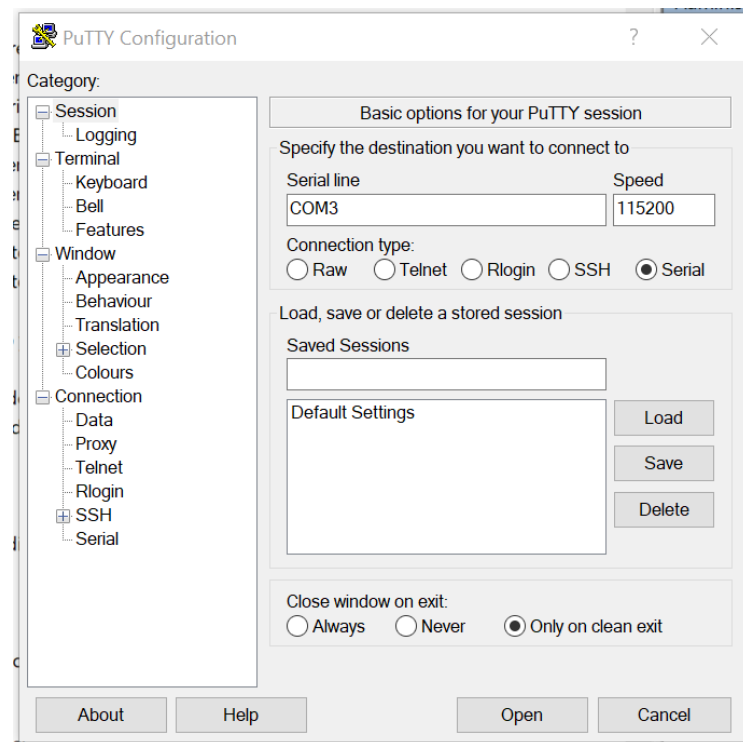 PuTTY Configuration
?
Category:
Session
Logging
Terminal
Keyboard
Bell
Features
Window
Appearance
Behaviour
Translation
Selection
Colours
Connection
Data
Proxy
Telnet
Rlogin
SSH
Serial
Basic options for your PuTTY session
Specify the destination you want to connect to
Serial line Speed
COM3 115200
Connection type:
Raw Telnet Rlogin SSH Serial
Load, save or delete a stored session
Saved Sessions
Default Settings
Load
Save
Delete
Close window on exit:
Always Never Only on clean exit
About Help Open Cancel